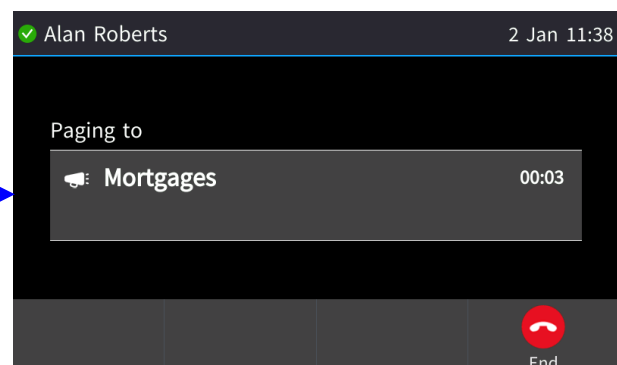 Alan Roberts 2 Jan 11:38
Paging to
Mortgages 00:03
End